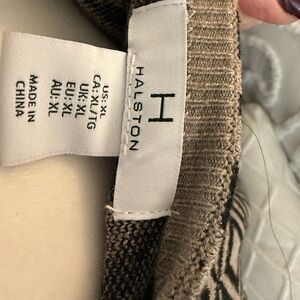 H
HALSTON
US: XL
CA: XL/TG
UK: XL
EU: XL
AU: XL
MADE IN
CHINA